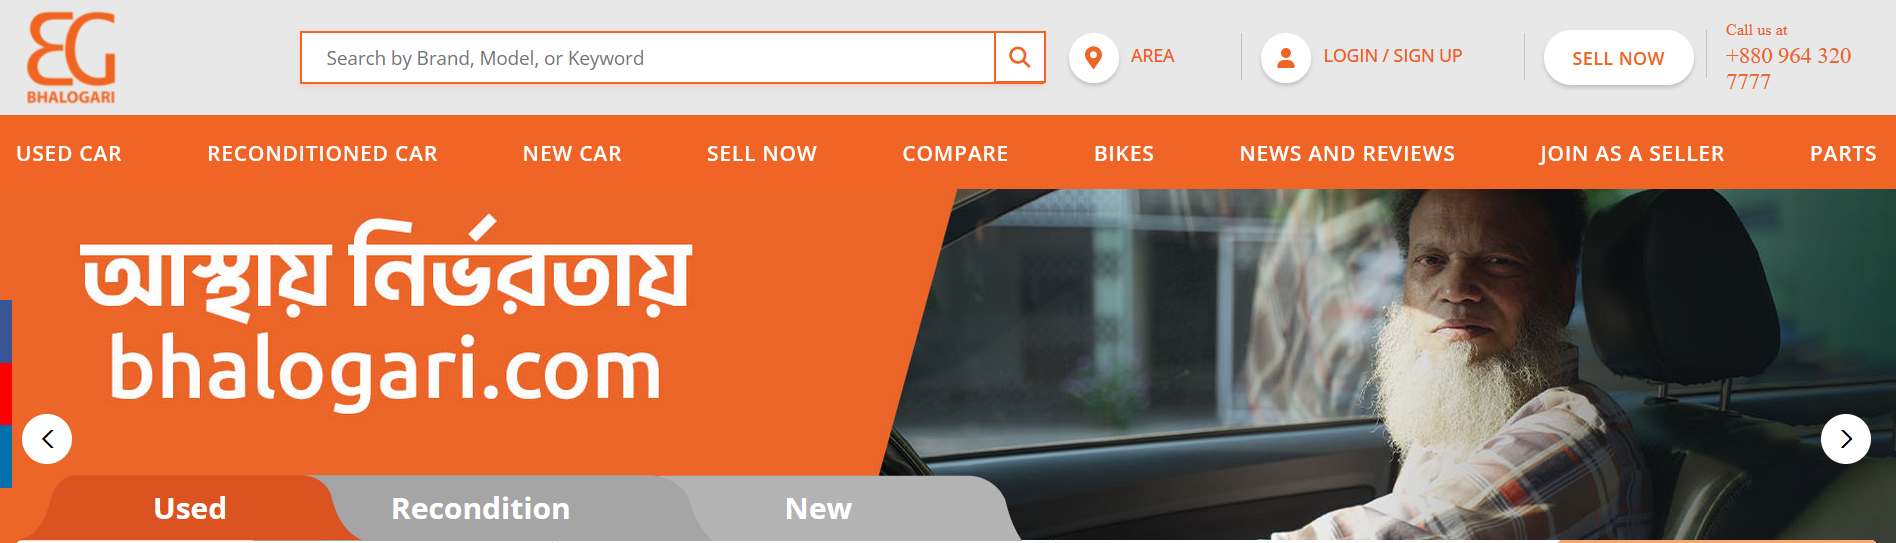 BG
BHALOGARI
Search by Brand, Model, or Keyword
AREA
LOGIN / SIGN UP
SELL NOW
Call us at
+880 964 320
7777
USED CAR
RECONDITIONED CAR
NEW CAR
SELL NOW
COMPARE
BIKES
NEWS AND REVIEWS
JOIN AS A SELLER
PARTS
আস্থায় নির্ভরতায়
bhalogari.com
Used
Recondition
New